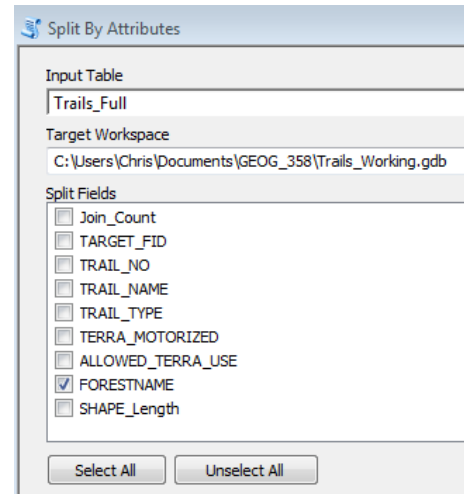 Split By Attributes
Input Table
Trails_Full
Target Workspace
C:\Users\Chris\Documents\GEOG_358\Trails_Working.gdb
Split Fields
Join_Count
TARGET_FID
TRAIL_NO
TRAIL_NAME
TRAIL_TYPE
TERRA_MOTORIZED
ALLOWED_TERRA_USE
FORESTNAME
SHAPE_Length
Select All Unselect All